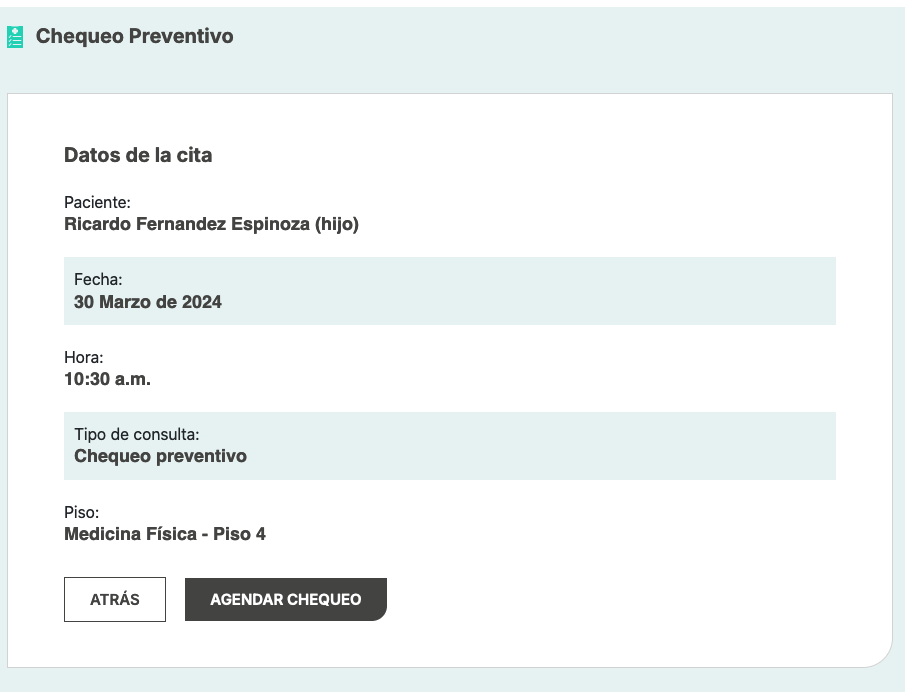 Chequeo Preventivo
Datos de la cita
Paciente:
Ricardo Fernandez Espinoza (hijo)
Fecha:
30 Marzo de 2024
Hora:
10:30 a.m.
Tipo de consulta:
Chequeo preventivo
Piso:
Medicina Física - Piso 4
ATRÁS
AGENDAR CHEQUEO